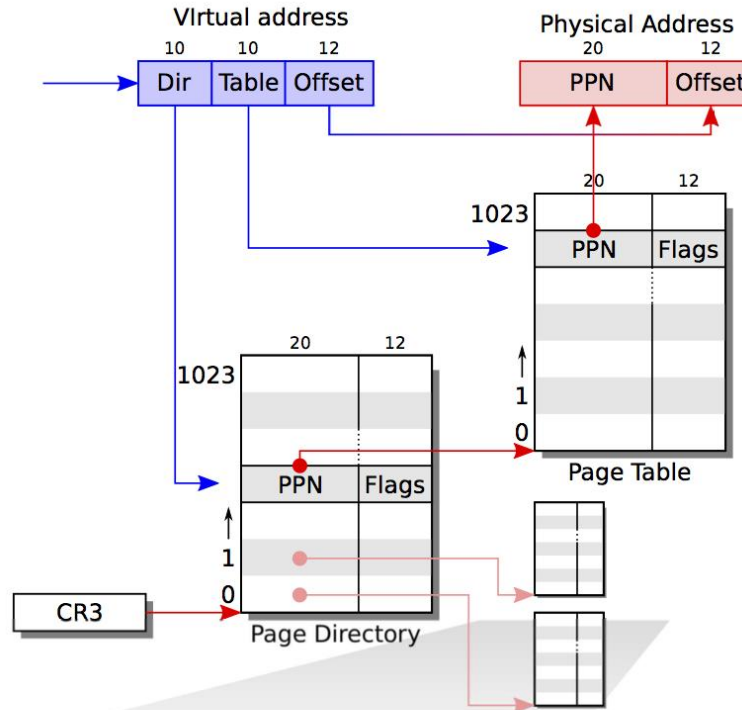 VIrtual address
10 10 12
Dir Table Offset
Physical Address
20 12
PPN Offset
20 12
1023
PPN Flags
1
0
Page Table
20 12
1023
PPN Flags
1
0
Page Directory
CR3